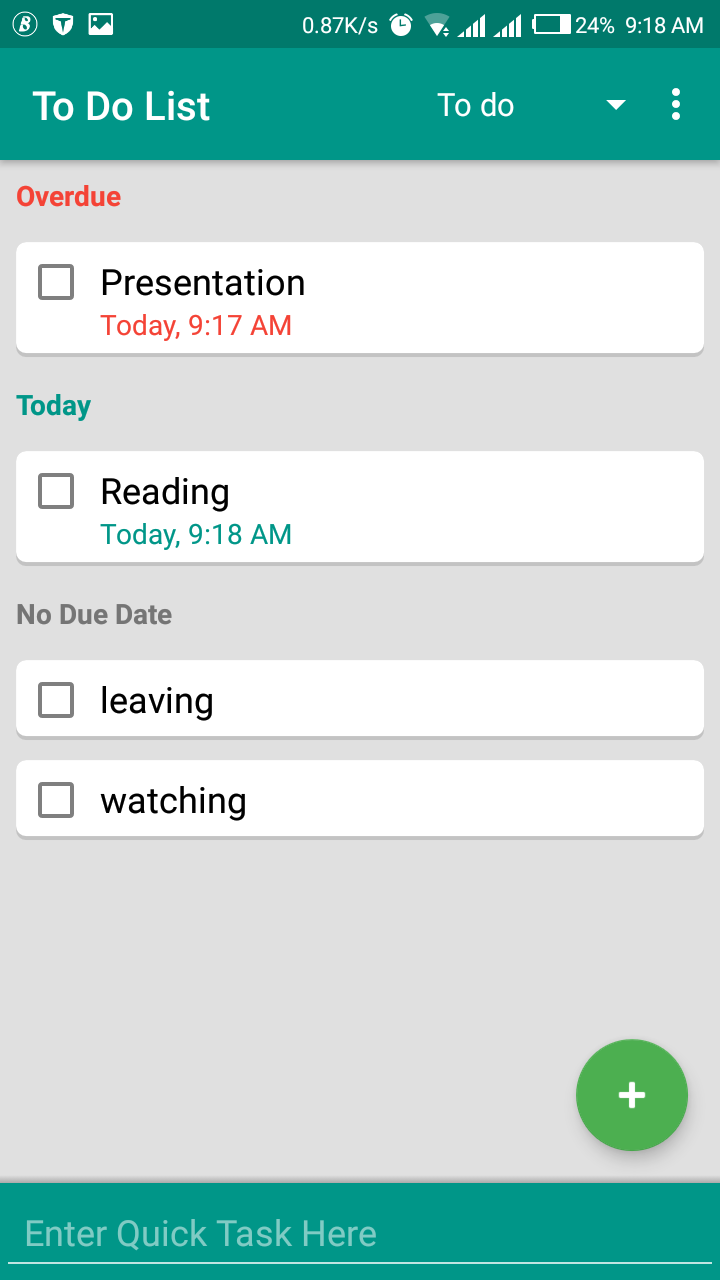 0.87K/s 24% 9:18 AM
To Do List To do
Overdue
Presentation
Today, 9:17 AM
Today
Reading
Today, 9:18 AM
No Due Date
leaving
watching
Enter Quick Task Here